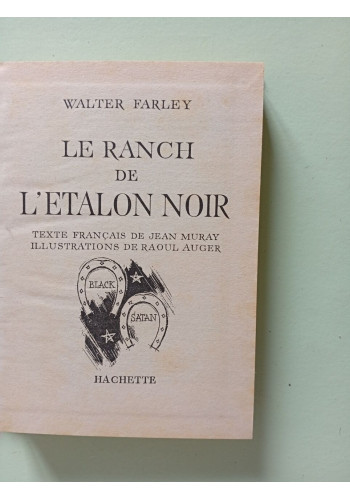 WALTER FARLEY
LE RANCH
DE
L'ETALON NOIR
TEXTE FRANÇAIS DE JEAN MURAY
ILLUSTRATIONS DE RAOUL AUGER
BLACK
SATAN
HACHETTE